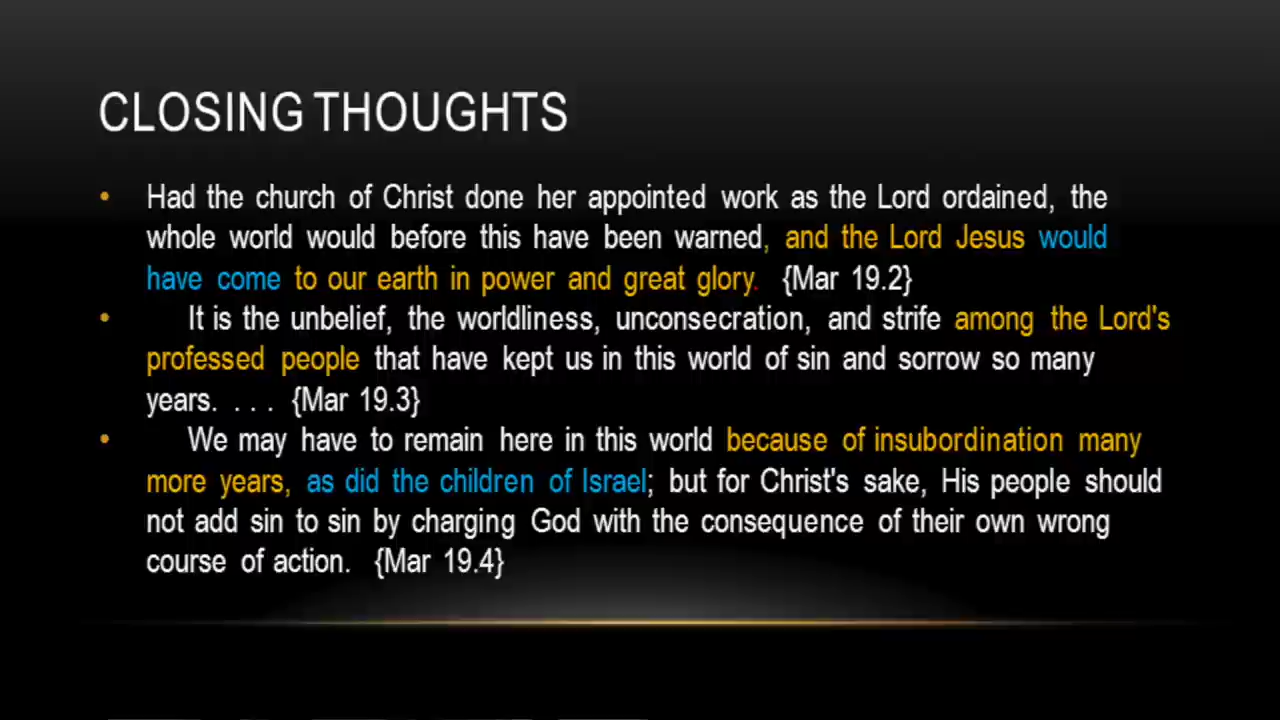 CLOSING THOUGHTS
• Had the church of Christ done her appointed work as the Lord ordained, the
whole world would before this have been warned, and the Lord Jesus would
have come to our earth in power and great glory. {Mar 19.2}
• It is the unbelief, the worldliness, unconsecration, and strife among the Lord's
professed people that have kept us in this world of sin and sorrow so many
years. . . . {Mar 19.3}
• We may have to remain here in this world because of insubordination many
more years, as did the children of Israel; but for Christ's sake, His people should
not add sin to sin by charging God with the consequence of their own wrong
course of action. {Mar 19.4}